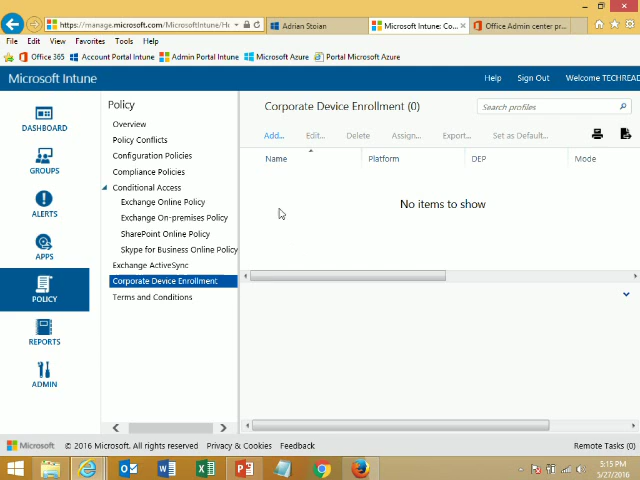 https://manage.microsoft.com/MicrosoftIntune/H
Adrian Stoian
Microsoft Intune: Co...
Office Admin center pr...
File Edit View Favorites Tools Help
Office 365 Account Portal Intune Admin Portal Intune Microsoft Azure Portal Microsoft Azure
Microsoft Intune
Help Sign Out Welcome TECHREAD
DASHBOARD
GROUPS
ALERTS
APPS
POLICY
REPORTS
ADMIN
Policy
Overview
Policy Conflicts
Configuration Policies
Compliance Policies
Conditional Access
Exchange Online Policy
Exchange On-premises Policy
SharePoint Online Policy
Skype for Business Online Policy
Exchange ActiveSync
Corporate Device Enrollment
Terms and Conditions
Corporate Device Enrollment (0)
Search profiles
Add... Edit... Delete Assign... Export... Set as Default...
Name Platform DEP Mode
No items to show
Microsoft © 2016 Microsoft. All rights reserved Privacy & Cookies Feedback
Remote Tasks (0)
5:15 PM
5/27/2016